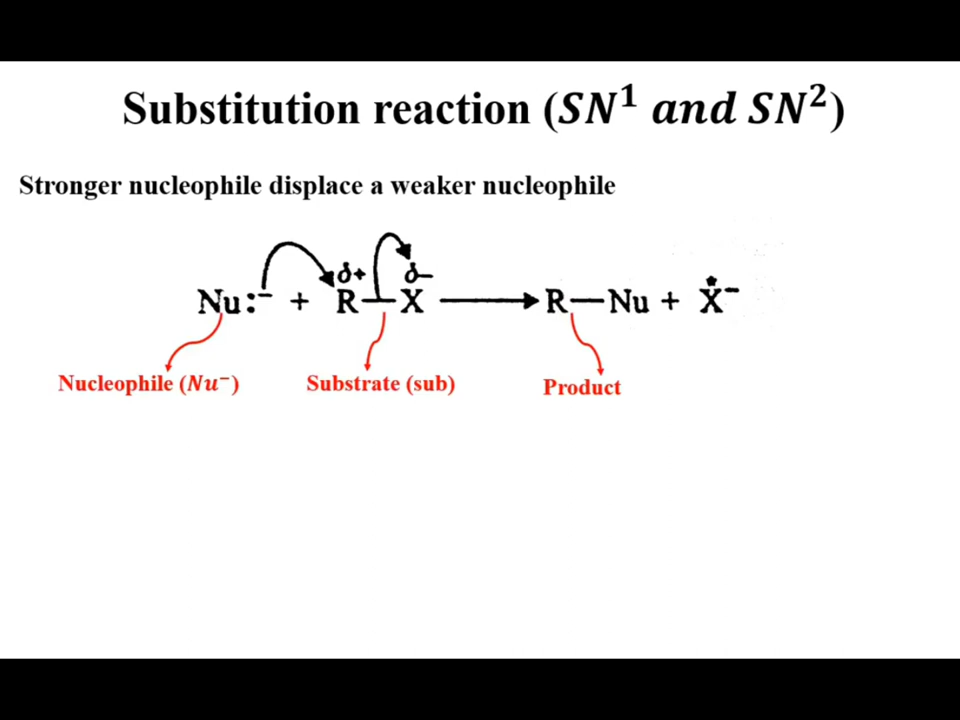 Substitution reaction (SN¹ and SN²)
Stronger nucleophile displace a weaker nucleophile
δ+ δ−
Nu:⁻ + R—X ⟶ R—Nu + Ẋ⁻
Nucleophile (Nu⁻) Substrate (sub) Product